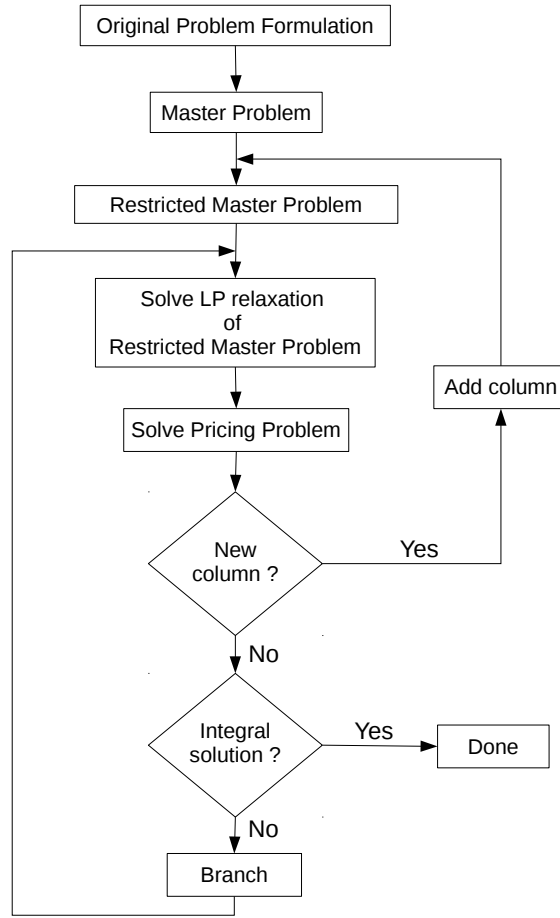 Original Problem Formulation
Master Problem
Restricted Master Problem
Solve LP relaxation
of
Restricted Master Problem
Add column
Solve Pricing Problem
New
column ?
Yes
No
Integral
solution ?
Yes
Done
No
Branch